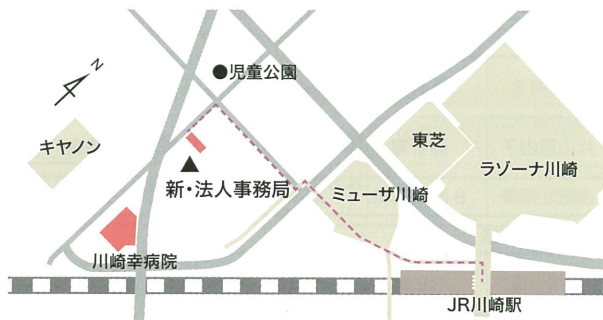 ●児童公園
N
キヤノン
東芝
ラゾーナ川崎
▲
新・法人事務局
ミューザ川崎
川崎幸病院
JR川崎駅